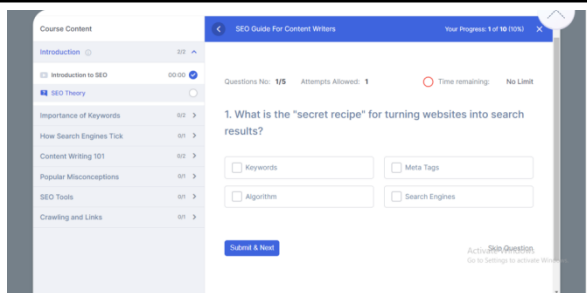 Course Content
SEO Guide For Content Writers
Your Progress: 1 of 10 (10%)
Introduction 2/2
Introduction to SEO 00:00
SEO Theory
Importance of Keywords 0/2
How Search Engines Tick 0/1
Content Writing 101 0/2
Popular Misconceptions 0/1
SEO Tools 0/1
Crawling and Links 0/1
Questions No: 1/5 Attempts Allowed: 1 Time remaining: No Limit
1. What is the "secret recipe" for turning websites into search
results?
Keywords
Meta Tags
Algorithm
Search Engines
Submit & Next
Skip Question
Activate Windows
Go to Settings to activate Windows.